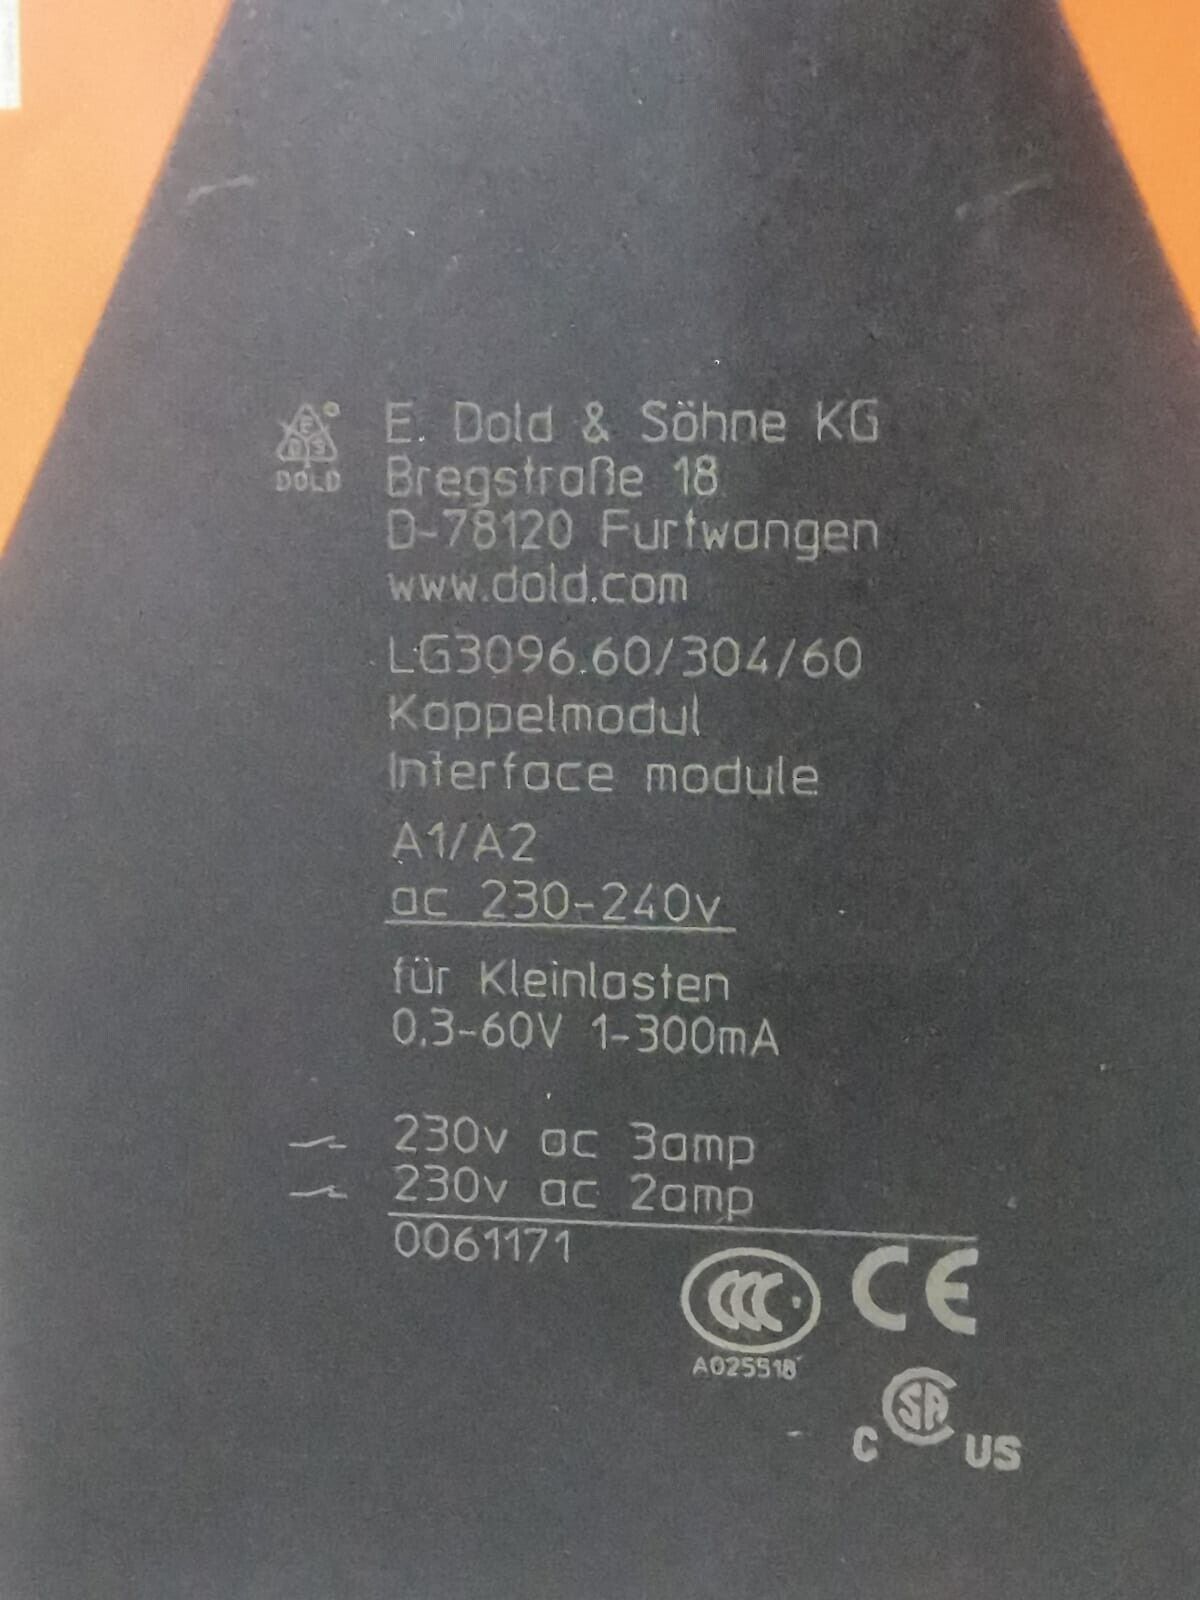 E. Dold & Söhne KG
DOLD
Bregstraße 18
D-78120 Furtwangen
www.dold.com
LG3096.60/304/60
Koppelmodul
Interface module
A1/A2
ac 230-240v
für Kleinlasten
0.3-60V 1-300mA
230v ac 3amp
230v ac 2amp
0061171
CCC
CE
A025518
C SA US